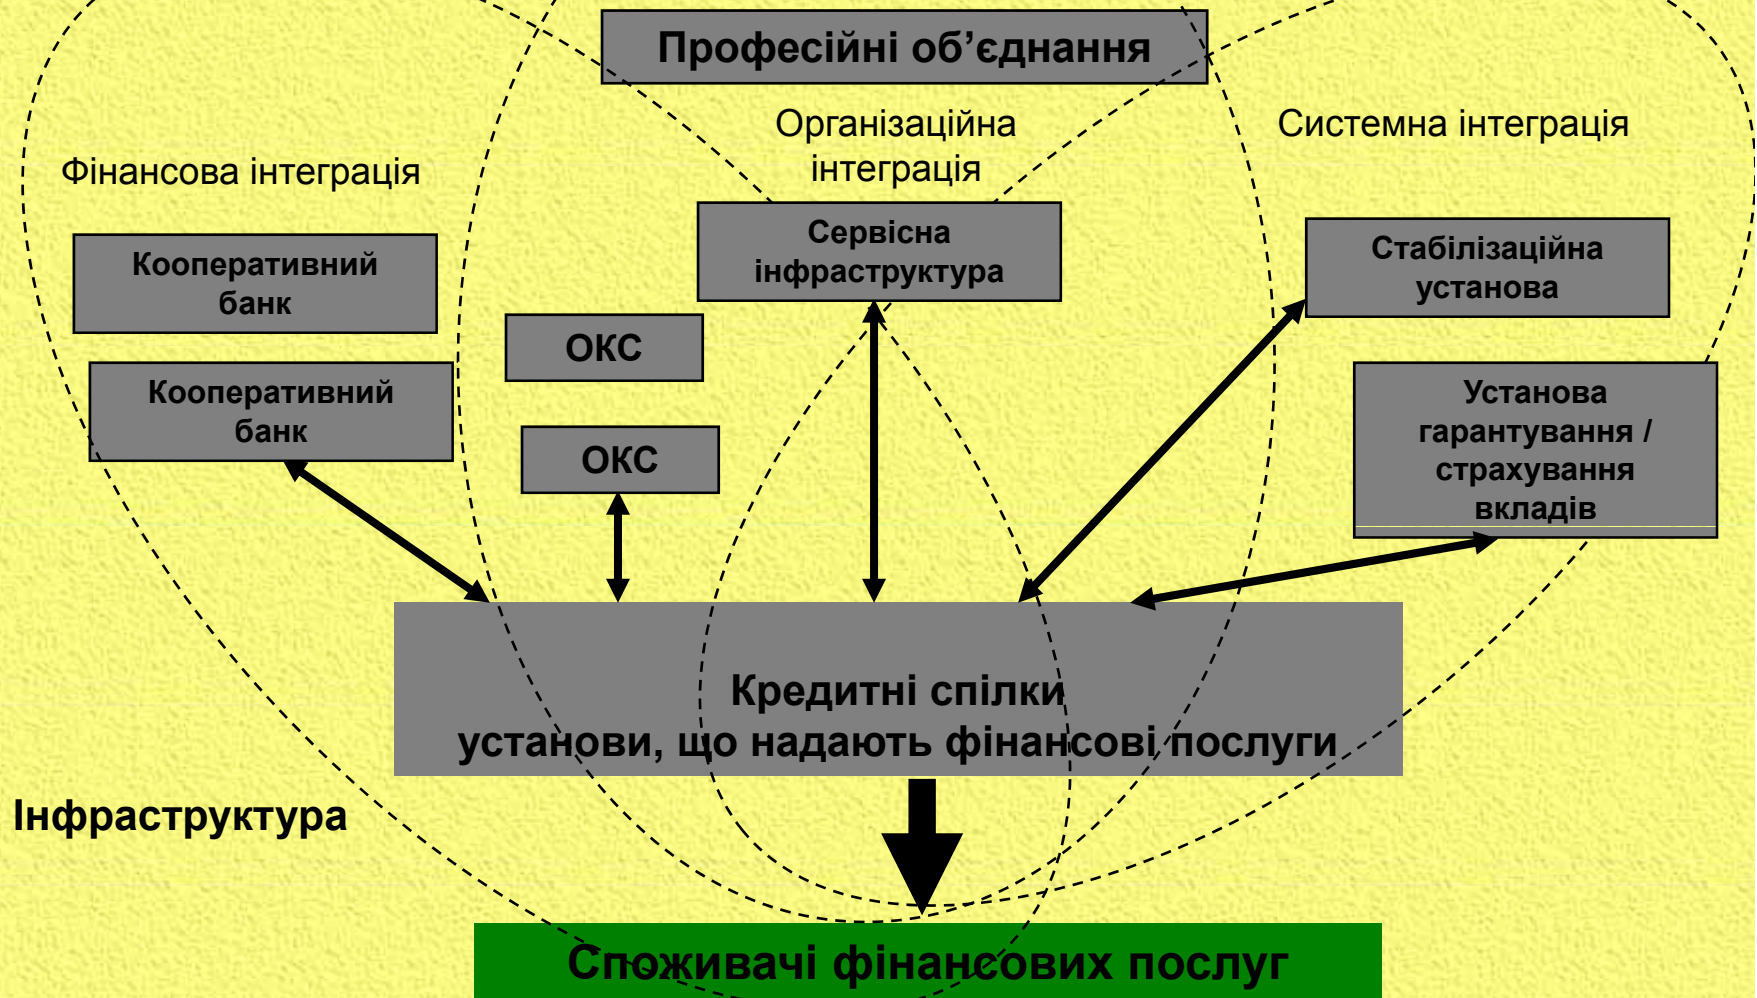 Професійні об’єднання
Організаційна
інтеграція
Системна інтеграція
Фінансова інтеграція
Сервісна
інфраструктура
Стабілізаційна
установа
Кооперативний
банк
ОКС
Кооперативний
банк
Установа
гарантування /
страхування
вкладів
ОКС
Кредитні спілки
установи, що надають фінансові послуги
Інфраструктура
Споживачі фінансових послуг